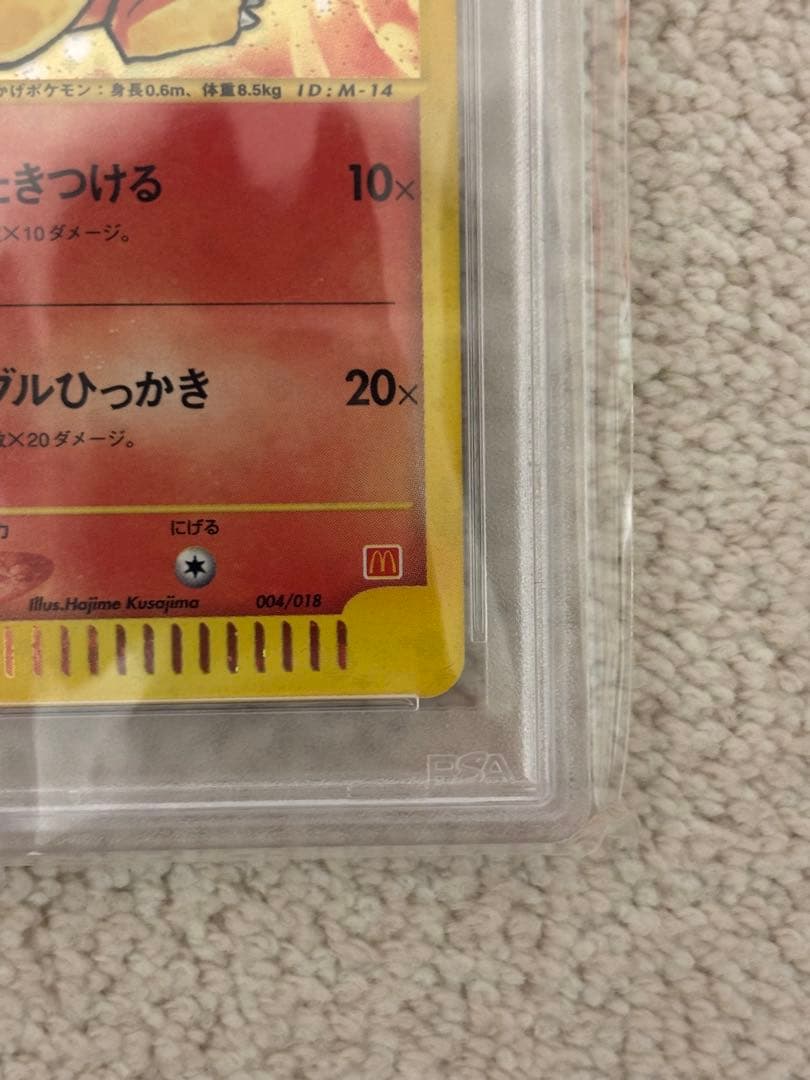 かげポケモン：身長0.6m、体重8.5kg ID:M-14
きつける 10×
×10ダメージ。
ブルひっかき 20×
数×20ダメージ。
にげる
Illus.Hajime Kusajima 004/018
PSA